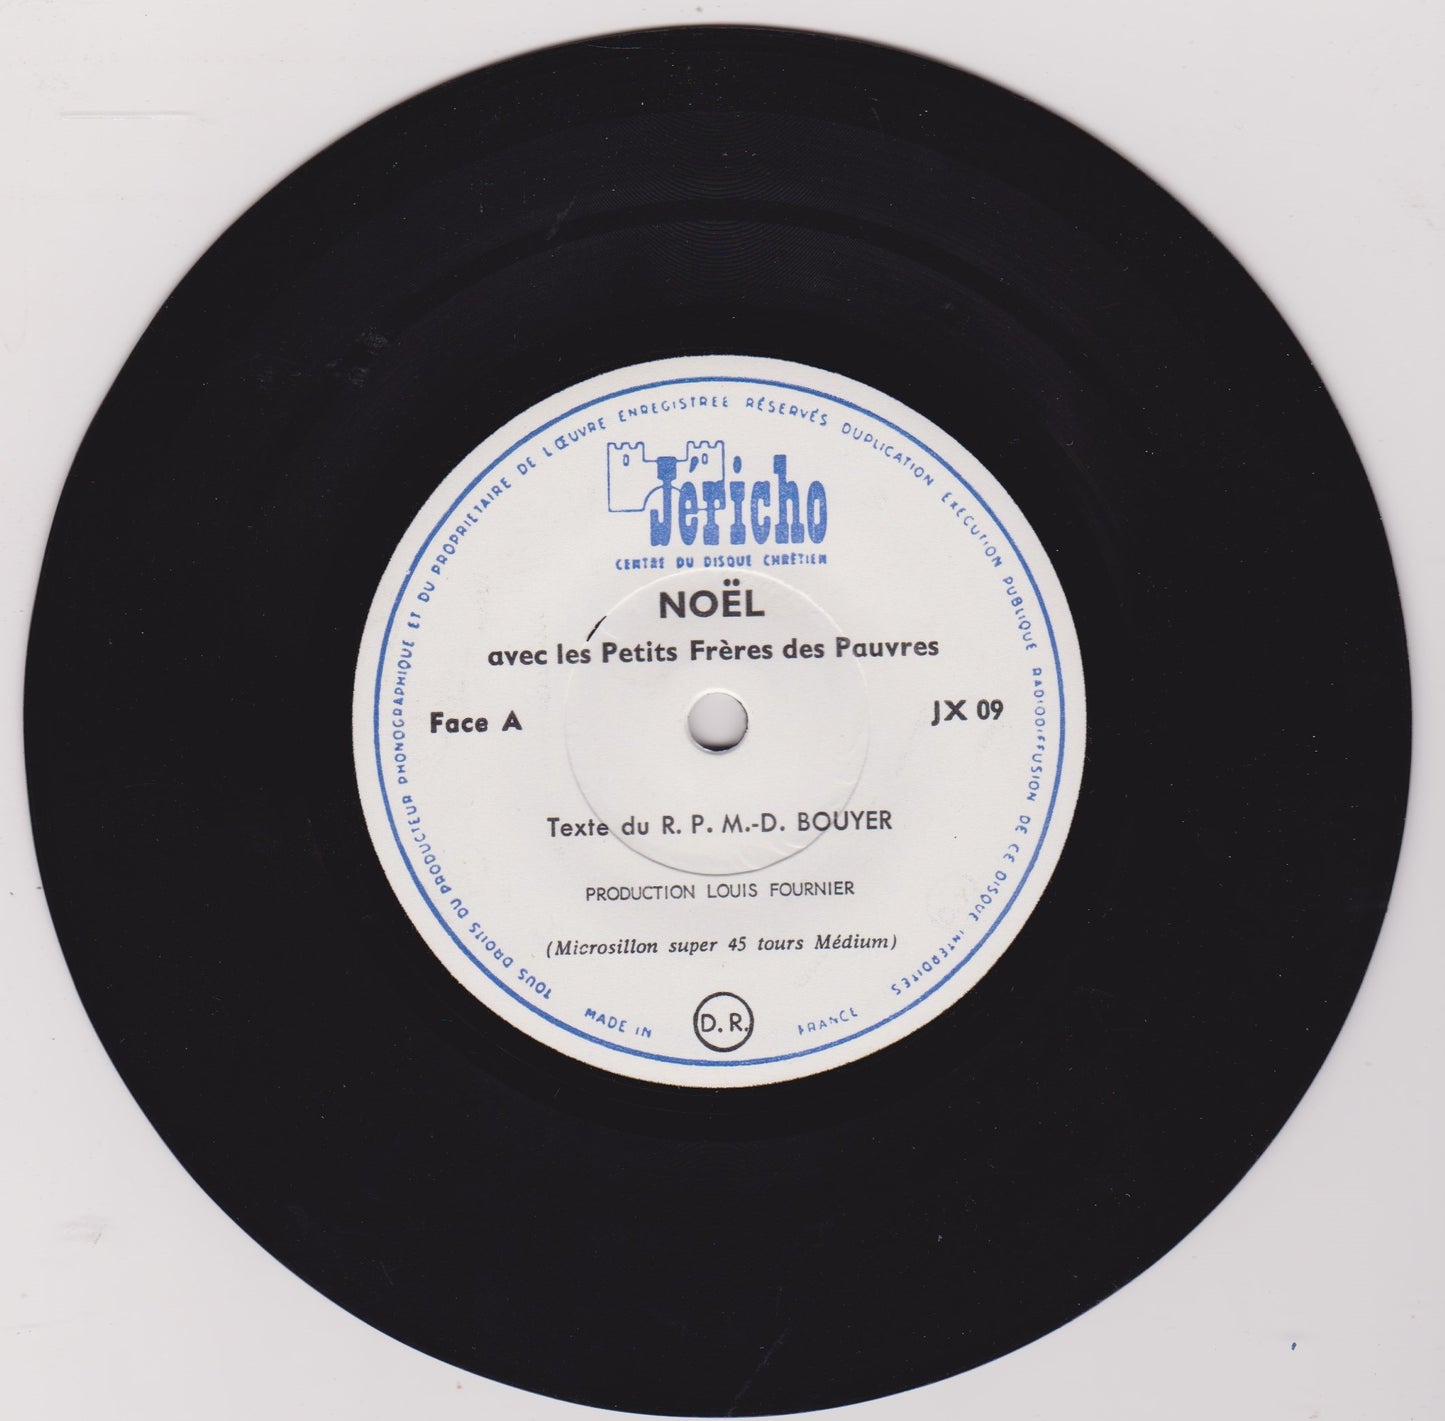 Jéricho
CENTRE DU DISQUE CHRÉTIEN
NOËL
avec les Petits Frères des Pauvres
Face A
JX 09
Texte du R. P. M.-D. BOUYER
PRODUCTION LOUIS FOURNIER
(Microsillon super 45 tours Médium)
D. R.
TOUS DROITS DU PRODUCTEUR PHONOGRAPHIQUE ET DU PROPRIETAIRE DE L'ŒUVRE ENREGISTREE RÉSERVÉS DUPLICATION EXECUTION PUBLIQUE RADIODIFFUSION DE CE DISQUE INTERDITES
MADE IN FRANCE